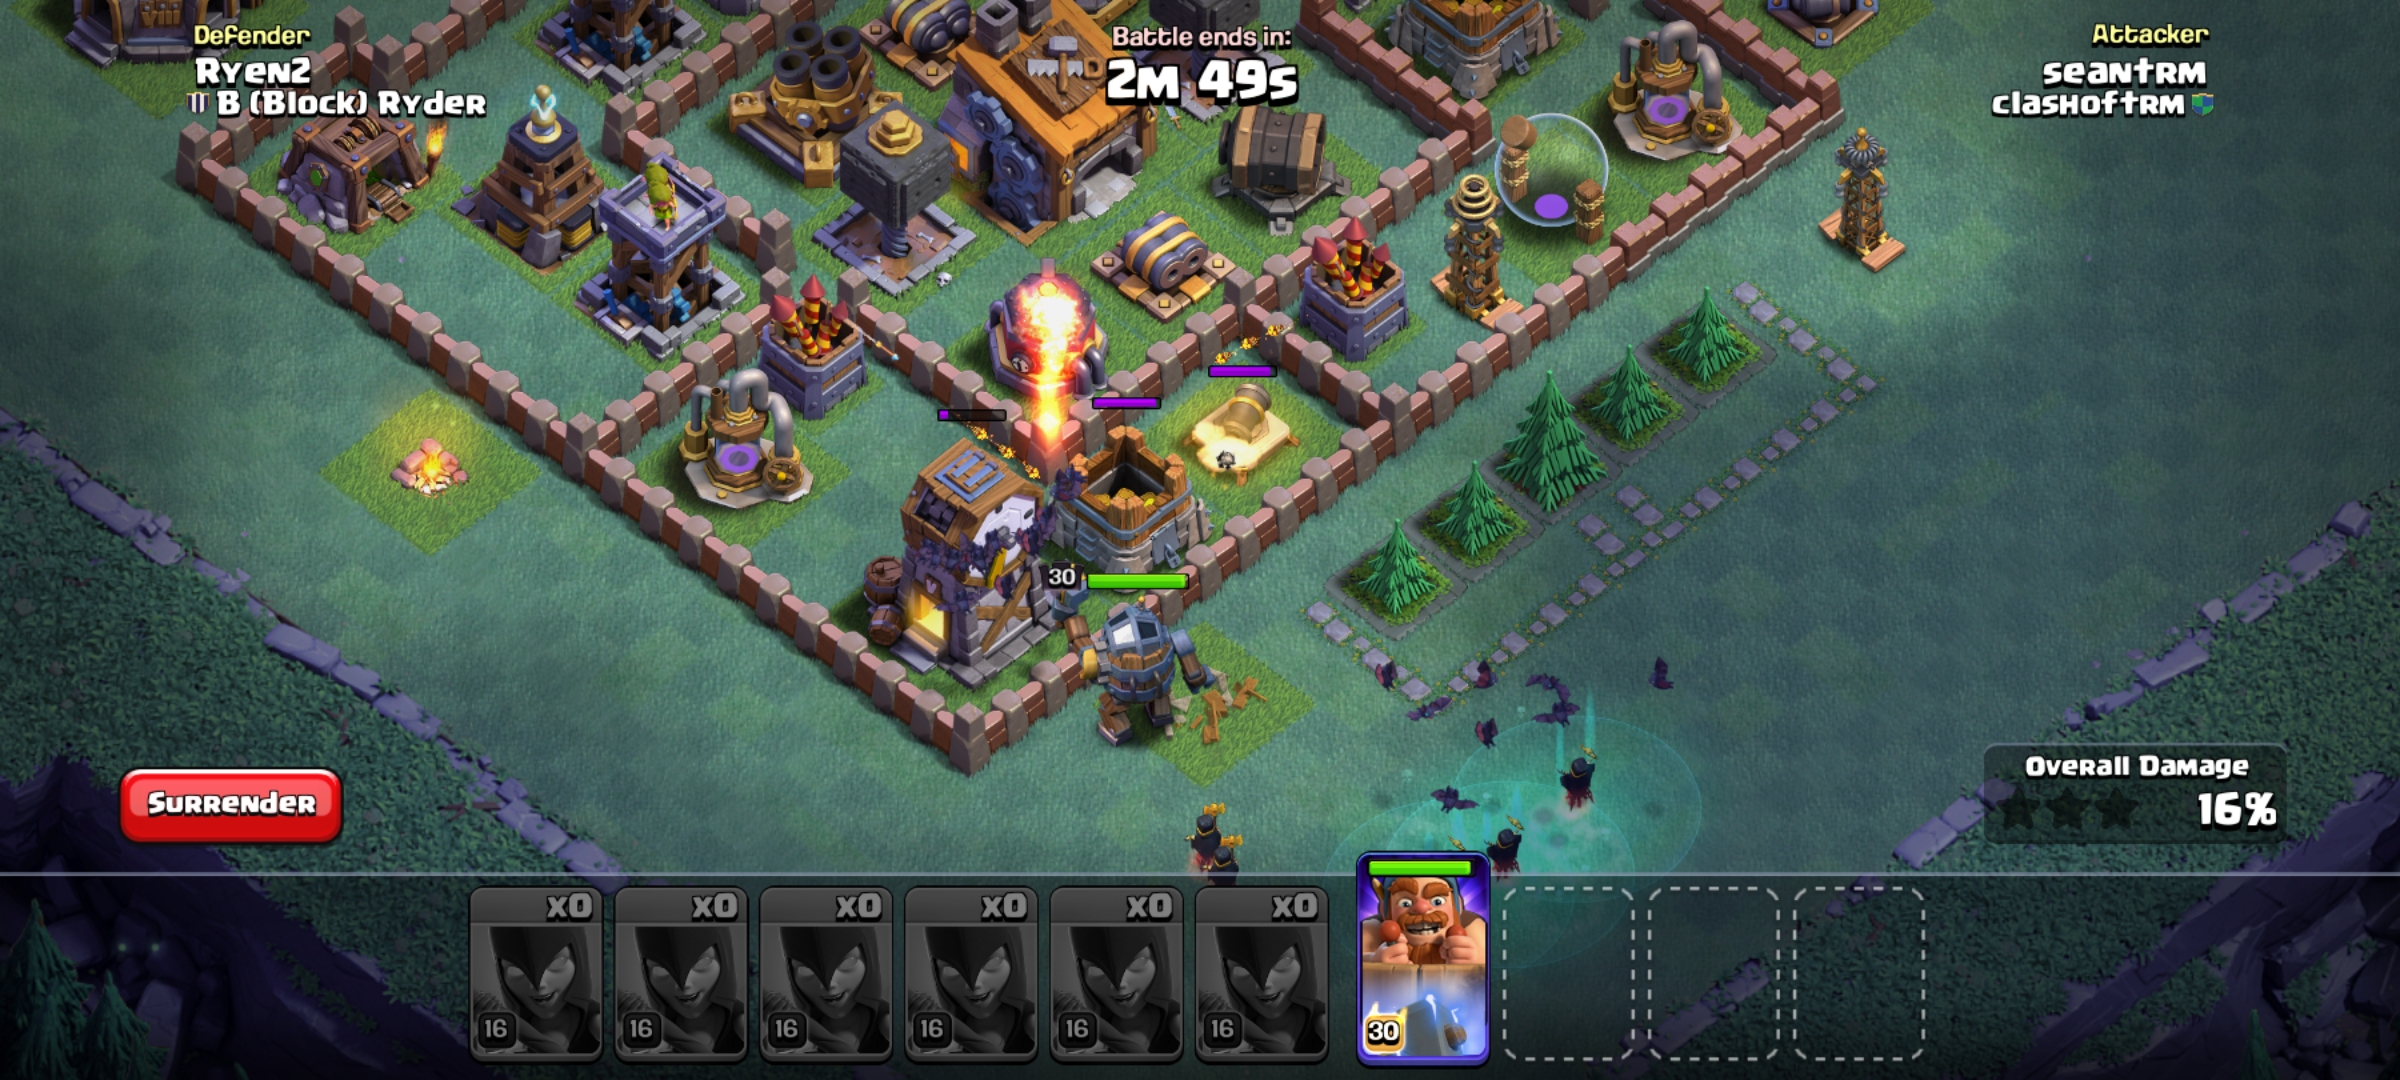 Defender
Ryen2
B (Block) Ryder
Battle ends in:
2M 49s
Attacker
seantRM
clashoftRM
30
Surrender
Overall Damage
16%
x0
x0
x0
x0
x0
x0
16
16
16
16
16
16
30